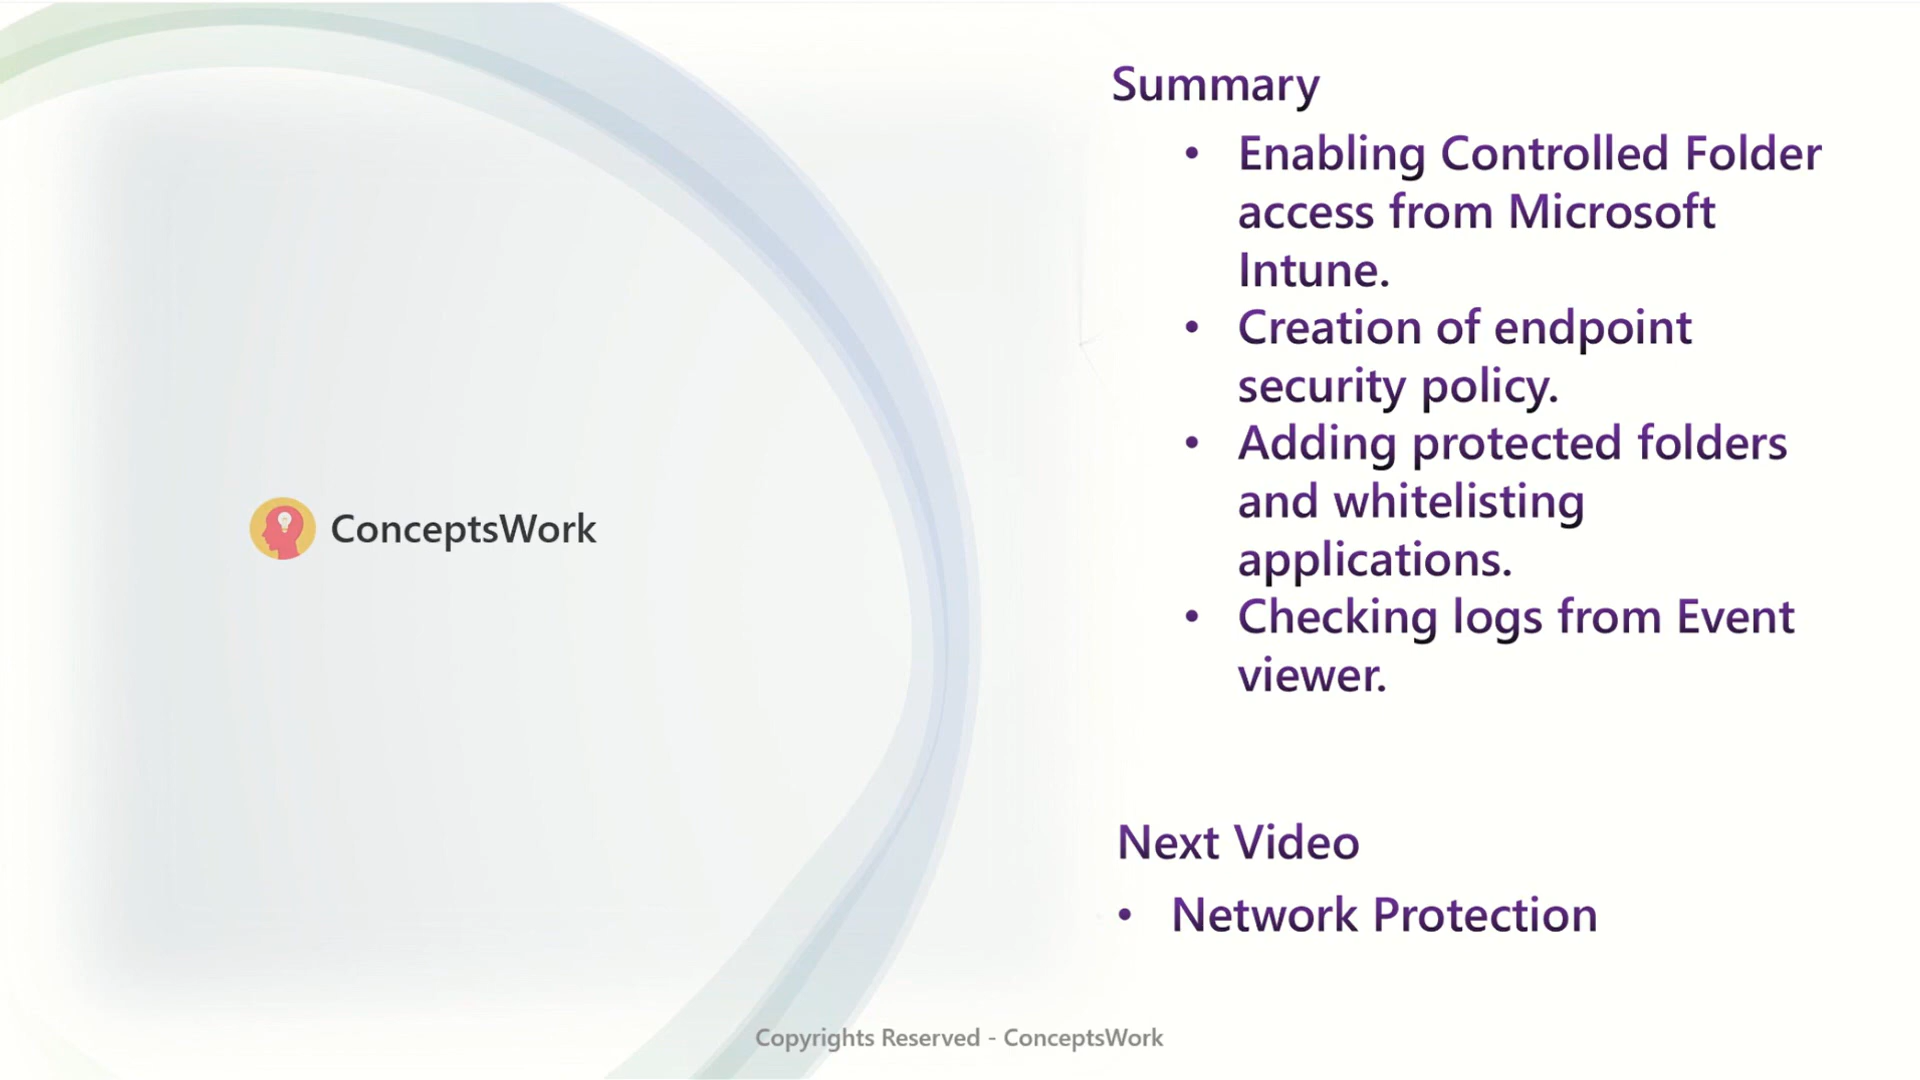 Summary
• Enabling Controlled Folder
access from Microsoft
Intune.
• Creation of endpoint
security policy.
• Adding protected folders
and whitelisting
applications.
• Checking logs from Event
viewer.
ConceptsWork
Next Video
• Network Protection
Copyrights Reserved - ConceptsWork